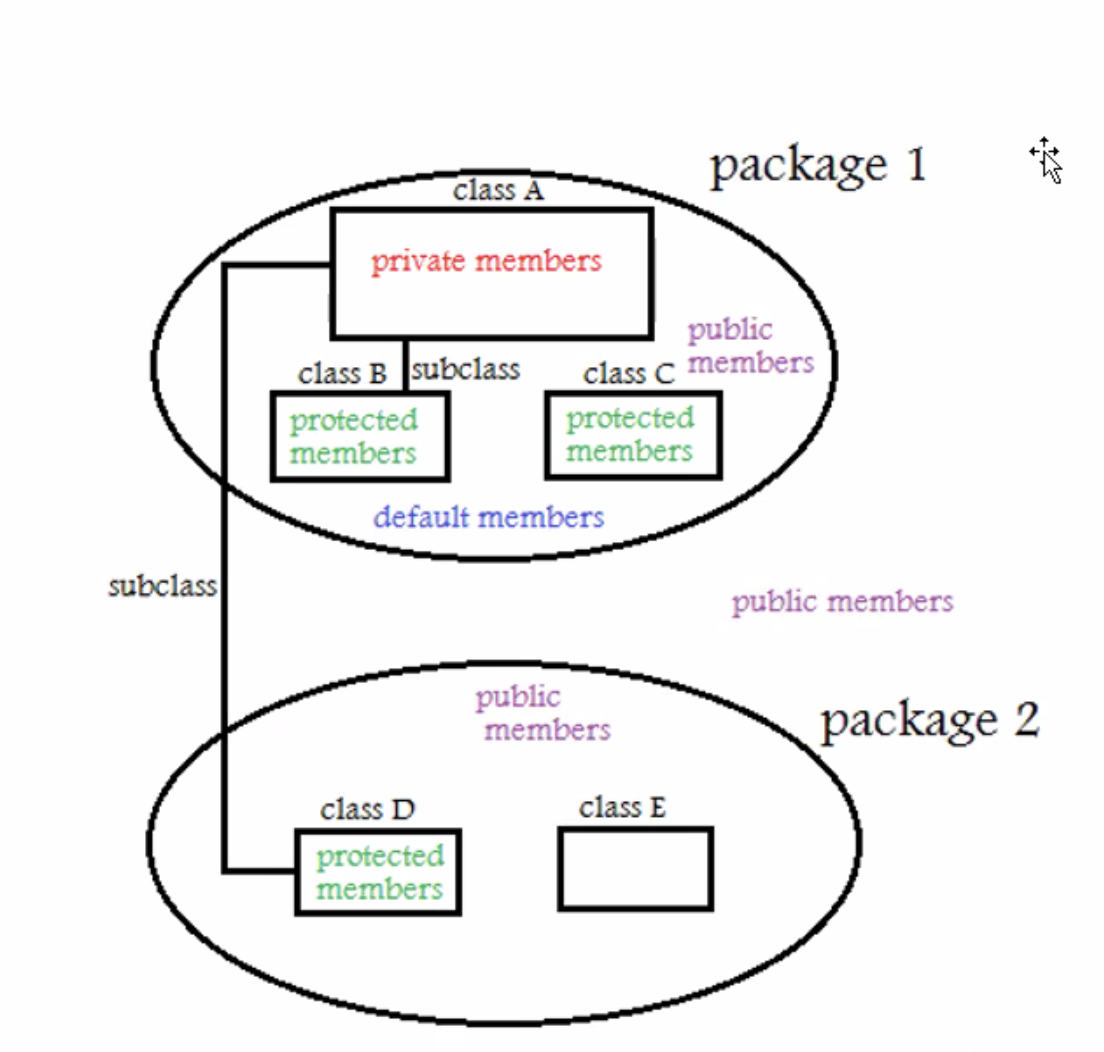 package 1
class A
private members
public
members
class B
subclass
class C
protected
members
protected
members
default members
subclass
public members
public
members
package 2
class D
class E
protected
members